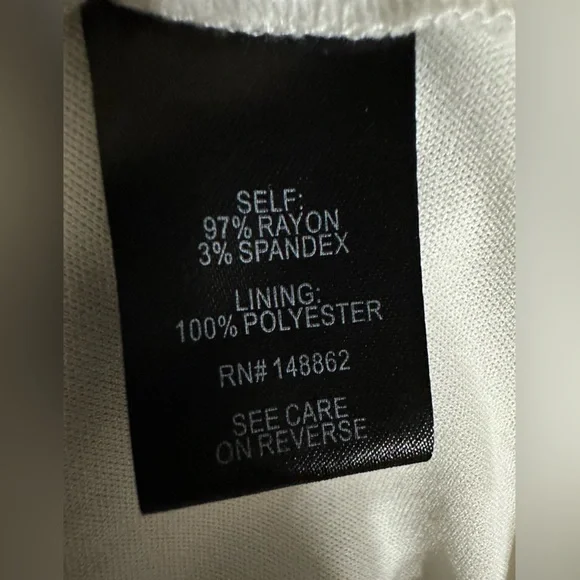 SELF:
97% RAYON
3% SPANDEX
LINING:
100% POLYESTER
RN# 148862
SEE CARE
ON REVERSE